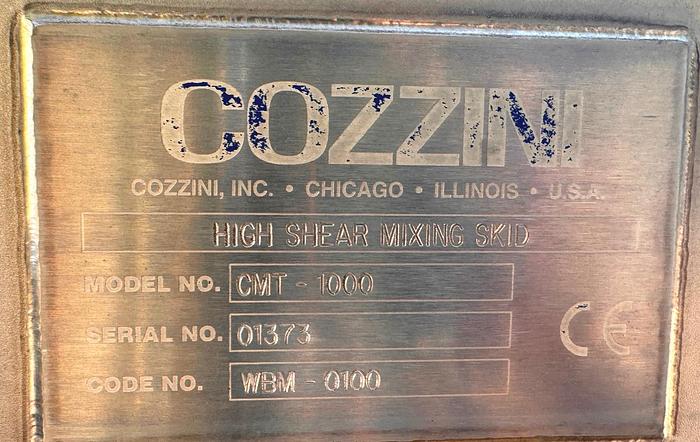 COZZINI
COZZINI, INC. • CHICAGO • ILLINOIS • U.S.A.
HIGH SHEAR MIXING SKID
MODEL NO. CMT - 1000
SERIAL NO. 01373
CODE NO. WBM - 0100
CE